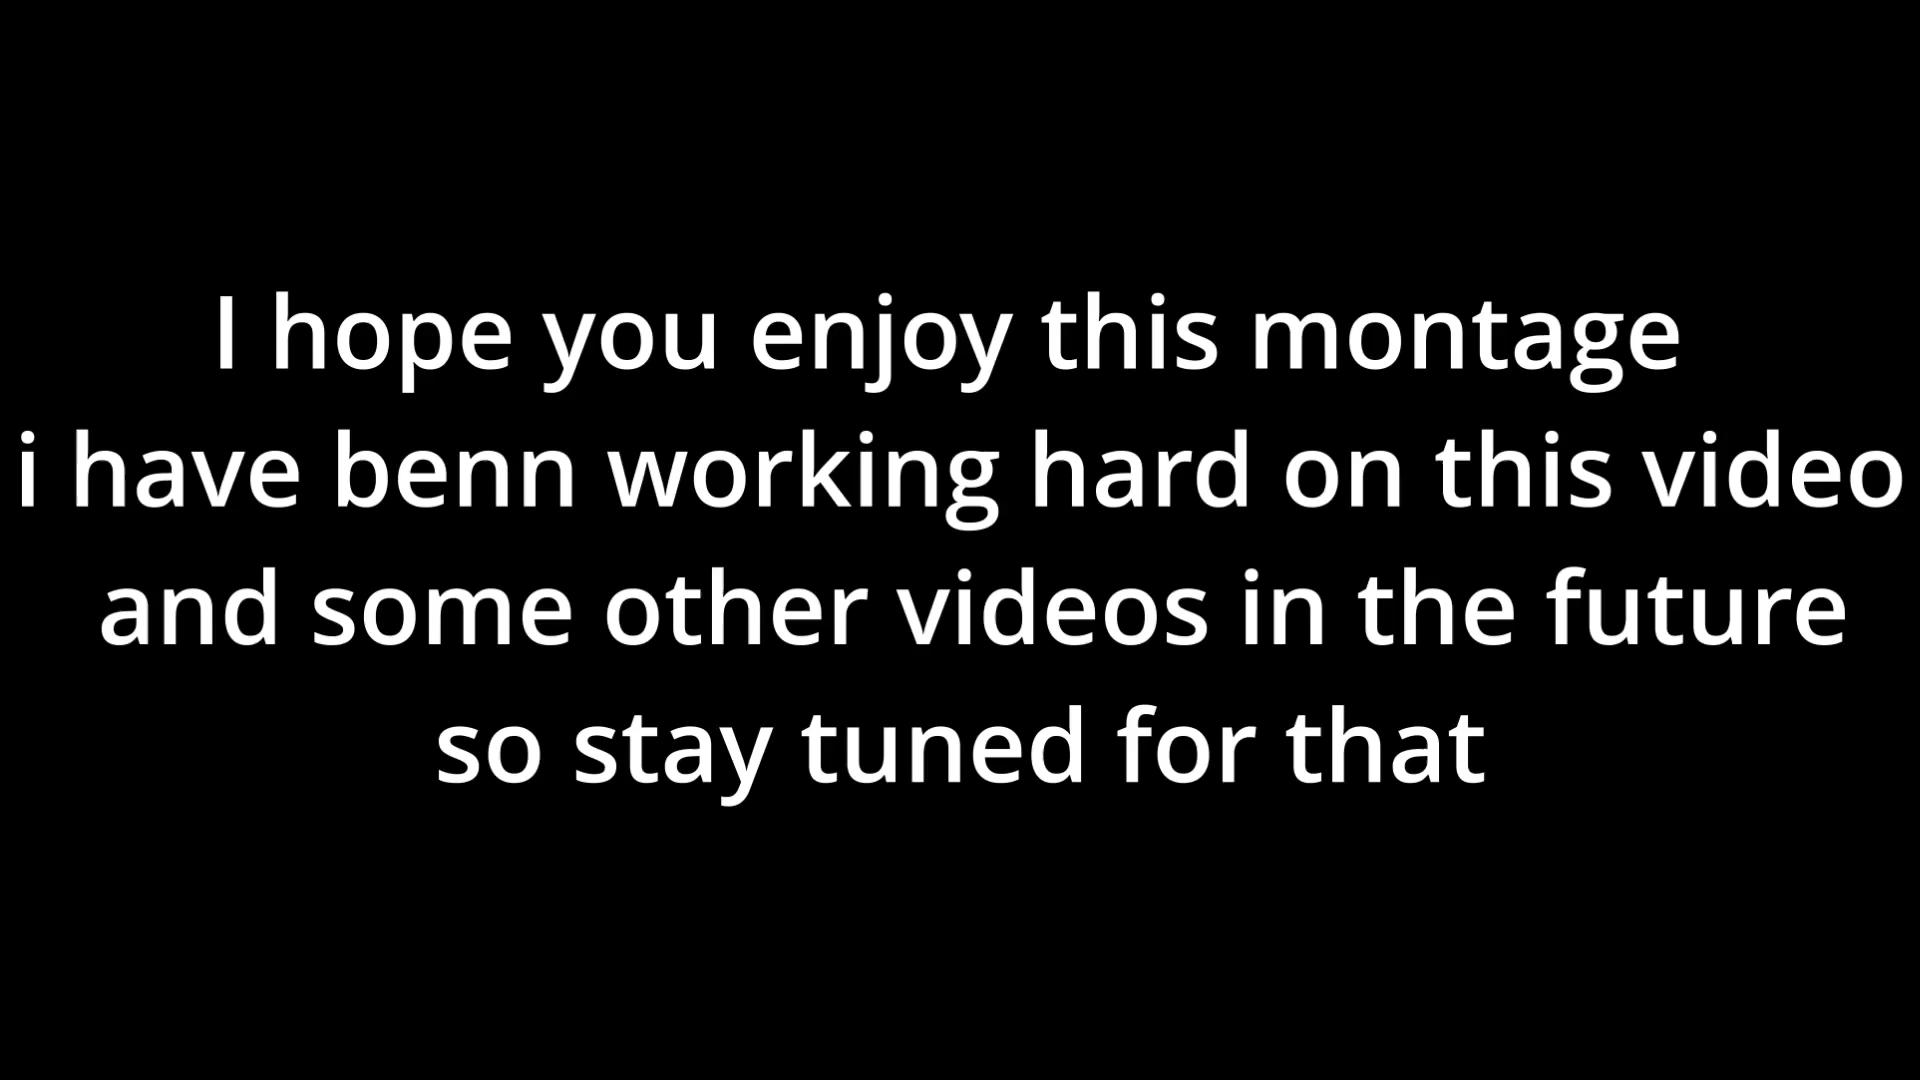 I hope you enjoy this montage
i have benn working hard on this video
and some other videos in the future
so stay tuned for that